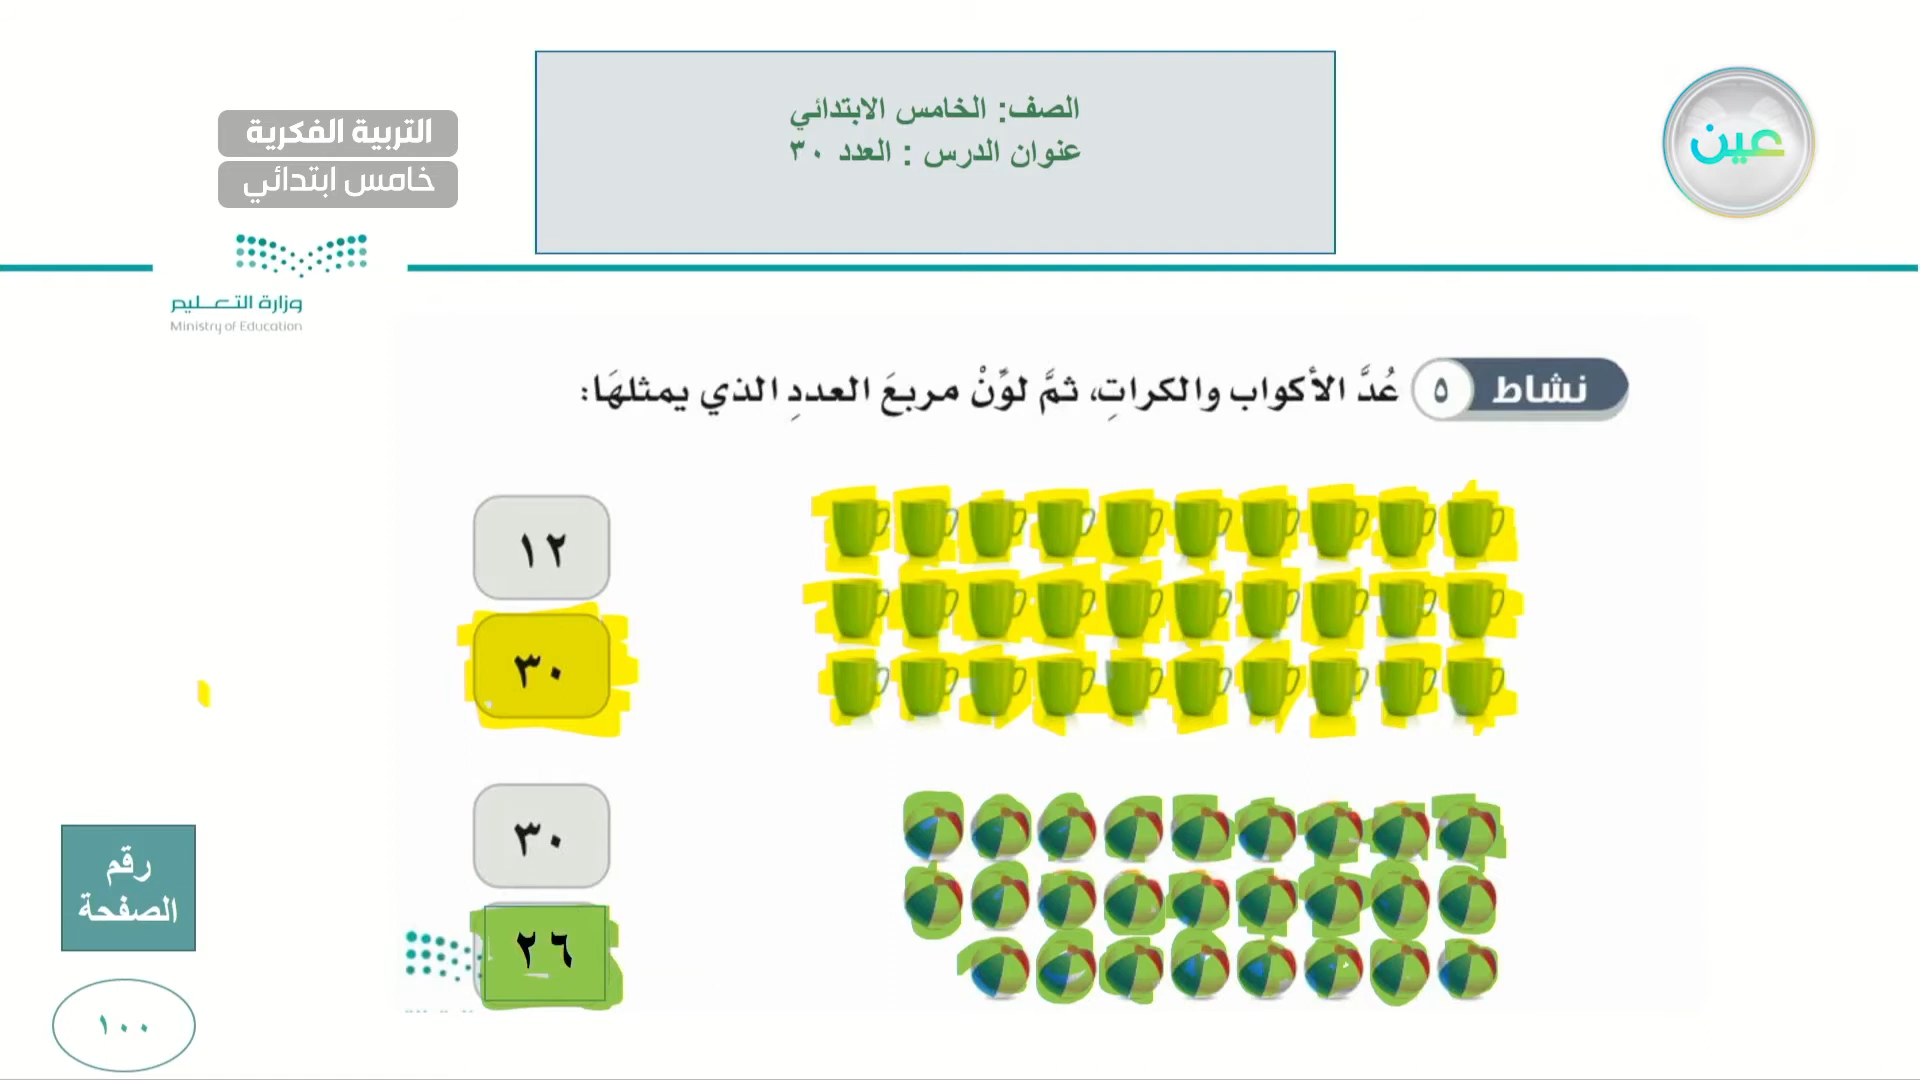 الصف: الخامس الابتدائي
عنوان الدرس : العدد ٣٠
عين
التربية الفكرية
خامس ابتدائي
وزارة التعليم
Ministry of Education
نشاط ٥ عُدَّ الأكواب والكراتِ، ثمَّ لوِّنْ مربعَ العددِ الذي يمثلهَا:
١٢
٣٠
٣٠
٢٦
رقم
الصفحة
١٠٠